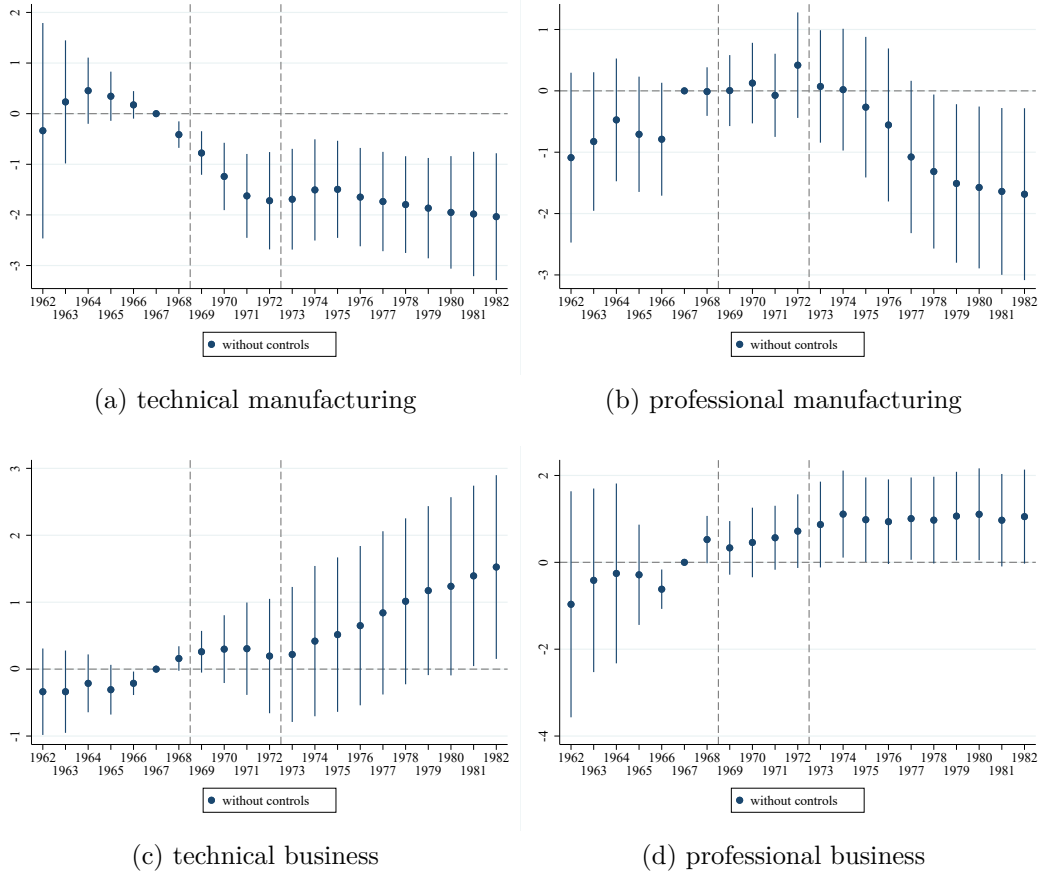 2
1
0
-1
-2
-3
1962 1964 1966 1968 1970 1972 1974 1976 1978 1980 1982
1963 1965 1967 1969 1971 1973 1975 1977 1979 1981
without controls
(a) technical manufacturing
1
0
-1
-2
-3
1962 1964 1966 1968 1970 1972 1974 1976 1978 1980 1982
1963 1965 1967 1969 1971 1973 1975 1977 1979 1981
without controls
(b) professional manufacturing
3
2
1
0
-1
1962 1964 1966 1968 1970 1972 1974 1976 1978 1980 1982
1963 1965 1967 1969 1971 1973 1975 1977 1979 1981
without controls
(c) technical business
2
0
-2
-4
1962 1964 1966 1968 1970 1972 1974 1976 1978 1980 1982
1963 1965 1967 1969 1971 1973 1975 1977 1979 1981
without controls
(d) professional business